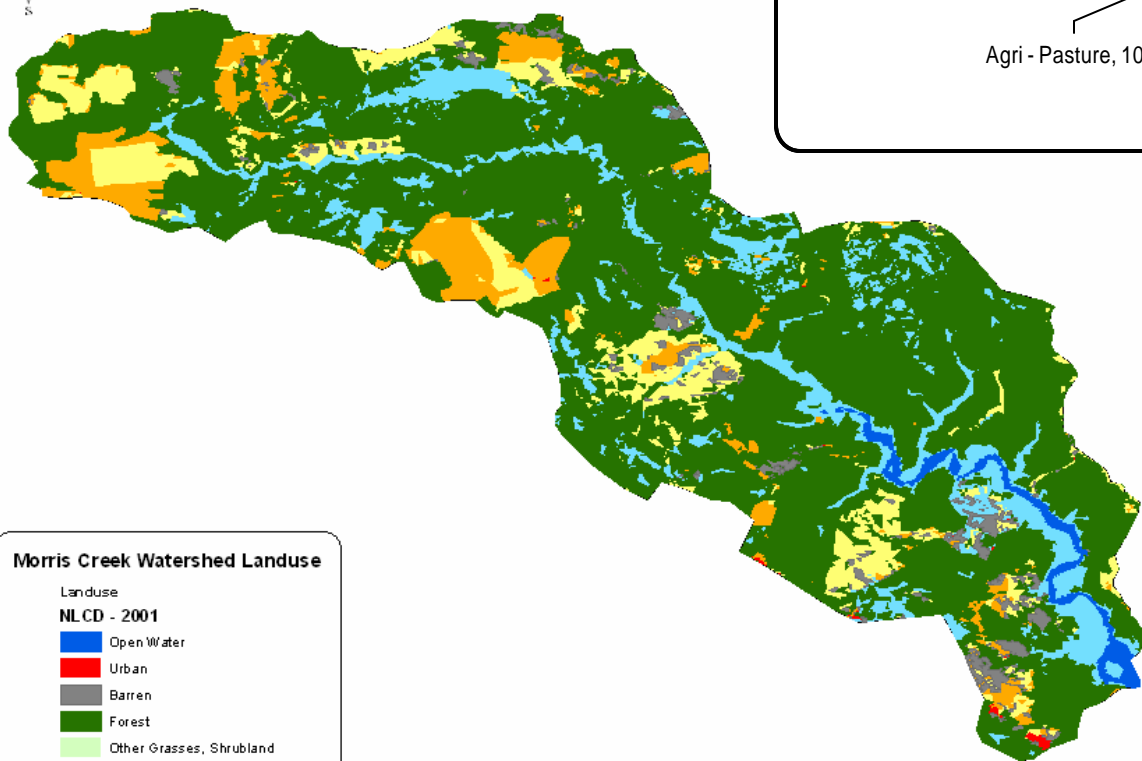 S
Agri - Pasture, 10
Morris Creek Watershed Landuse
Landuse
NLCD - 2001
Open Water
Urban
Barren
Forest
Other Grasses, Shrubland